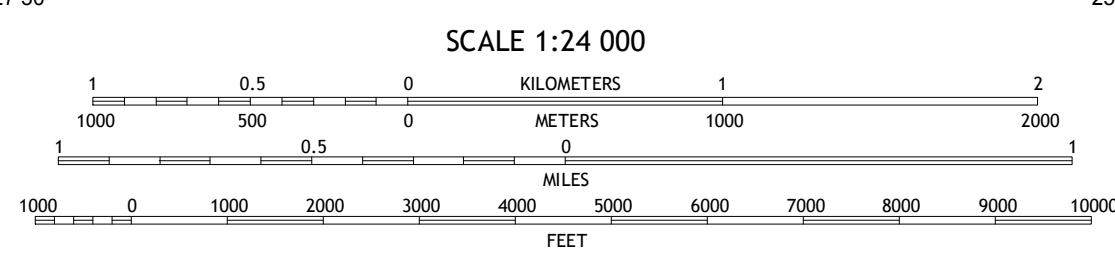 SCALE 1:24 000
1 0.5 0 KILOMETERS 1 2
1000 500 0 METERS 1000 2000
1 0.5 0 1
MILES
1000 0 1000 2000 3000 4000 5000 6000 7000 8000 9000 10000
FEET